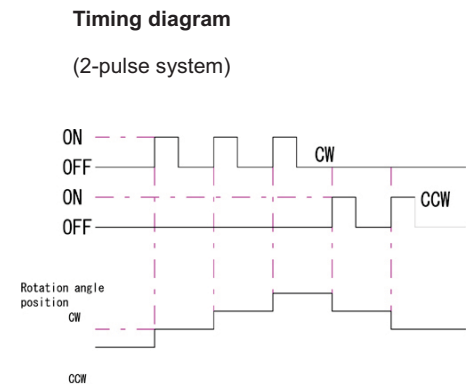 Timing diagram
(2-pulse system)
ON
OFF
CW
ON
OFF
CCW
Rotation angle
position
CW
CCW